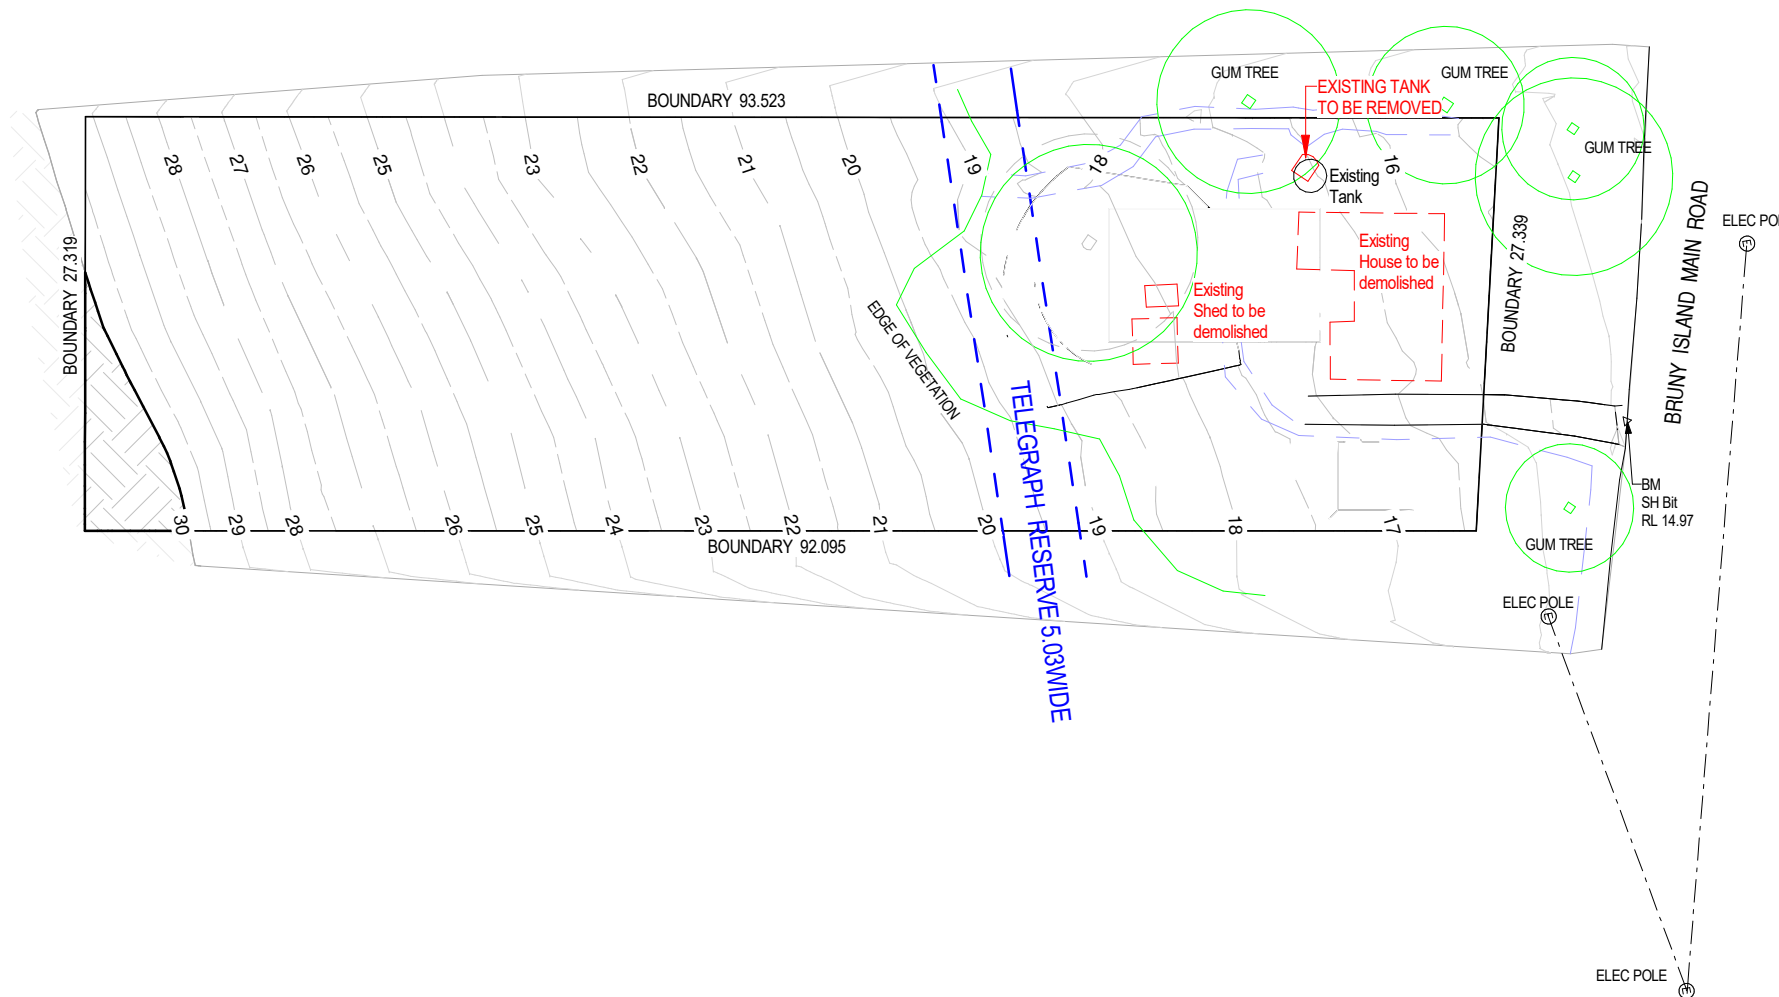 GUM TREE
GUM TREE
EXISTING TANK
TO BE REMOVED
BOUNDARY 93.523
GUM TREE
28
27
26
25
23
22
21
20
19
18
16
Existing
Tank
BOUNDARY 27.319
BOUNDARY 27.339
BRUNY ISLAND MAIN ROAD
Existing
House to be
demolished
Existing
Shed to be
demolished
EDGE OF VEGETATION
TELEGRAPH RESERVE 5.03WIDE
BM
SH Bit
RL 14.97
30
29
28
26
25
24
23
22
21
20
19
18
17
BOUNDARY 92.095
GUM TREE
ELEC POLE
E
E
ELEC POLE
E